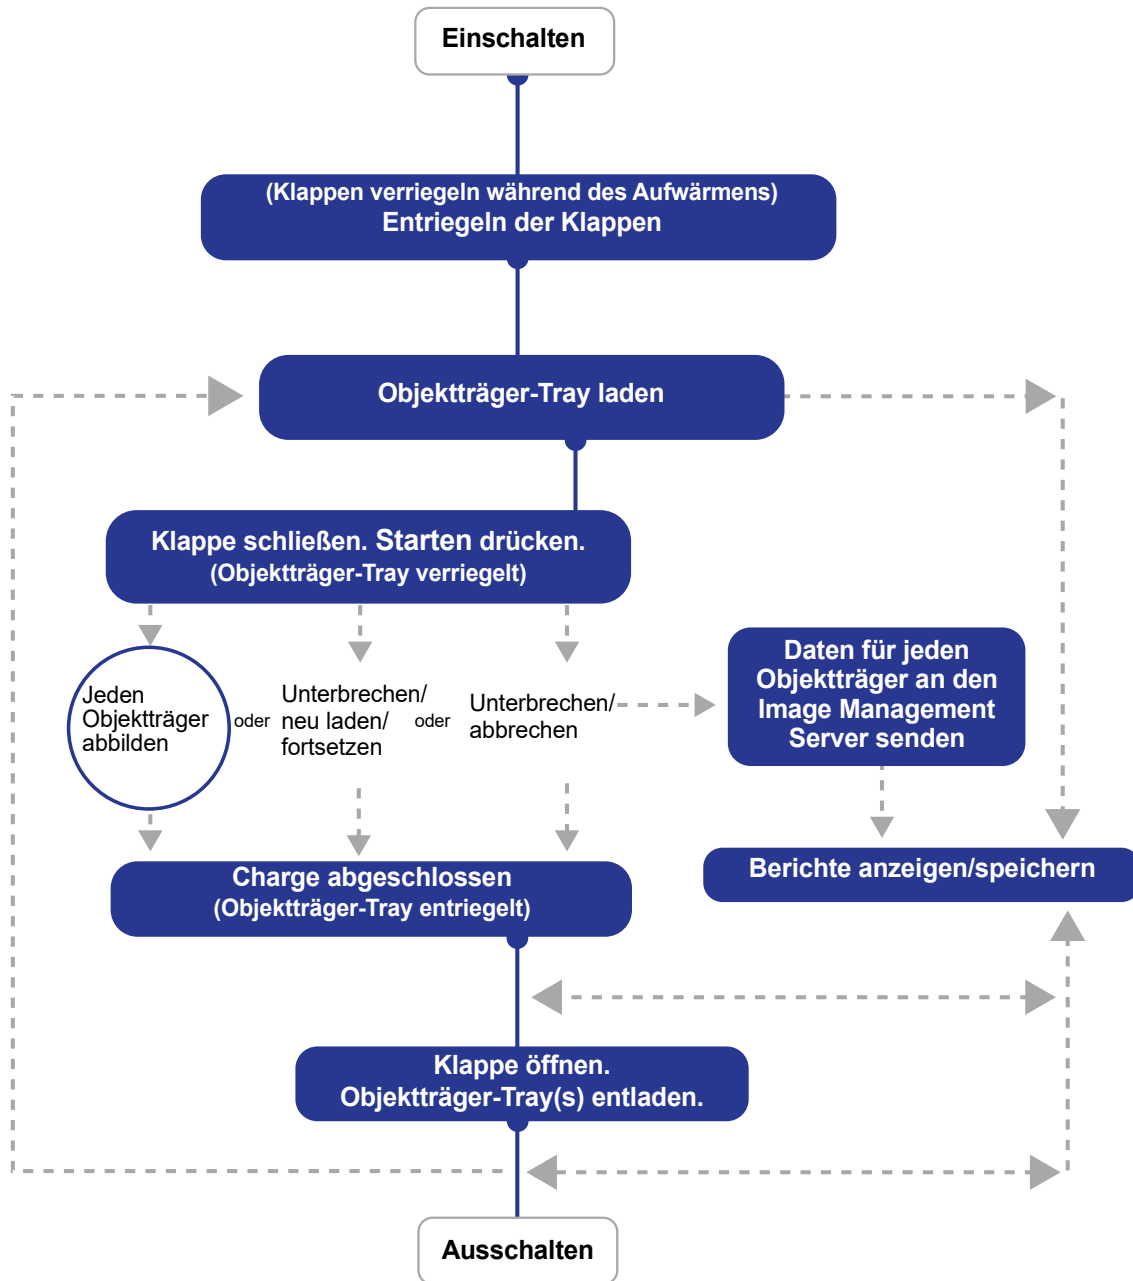 Einschalten
(Klappen verriegeln während des Aufwärmens)
Entriegeln der Klappen
Objektträger-Tray laden
Klappe schließen. Starten drücken.
(Objektträger-Tray verriegelt)
Jeden
Objektträger
abbilden
oder
Unterbrechen/
neu laden/
fortsetzen
oder
Unterbrechen/
abbrechen
Daten für jeden
Objektträger an den
Image Management
Server senden
Charge abgeschlossen
(Objektträger-Tray entriegelt)
Berichte anzeigen/speichern
Klappe öffnen.
Objektträger-Tray(s) entladen.
Ausschalten